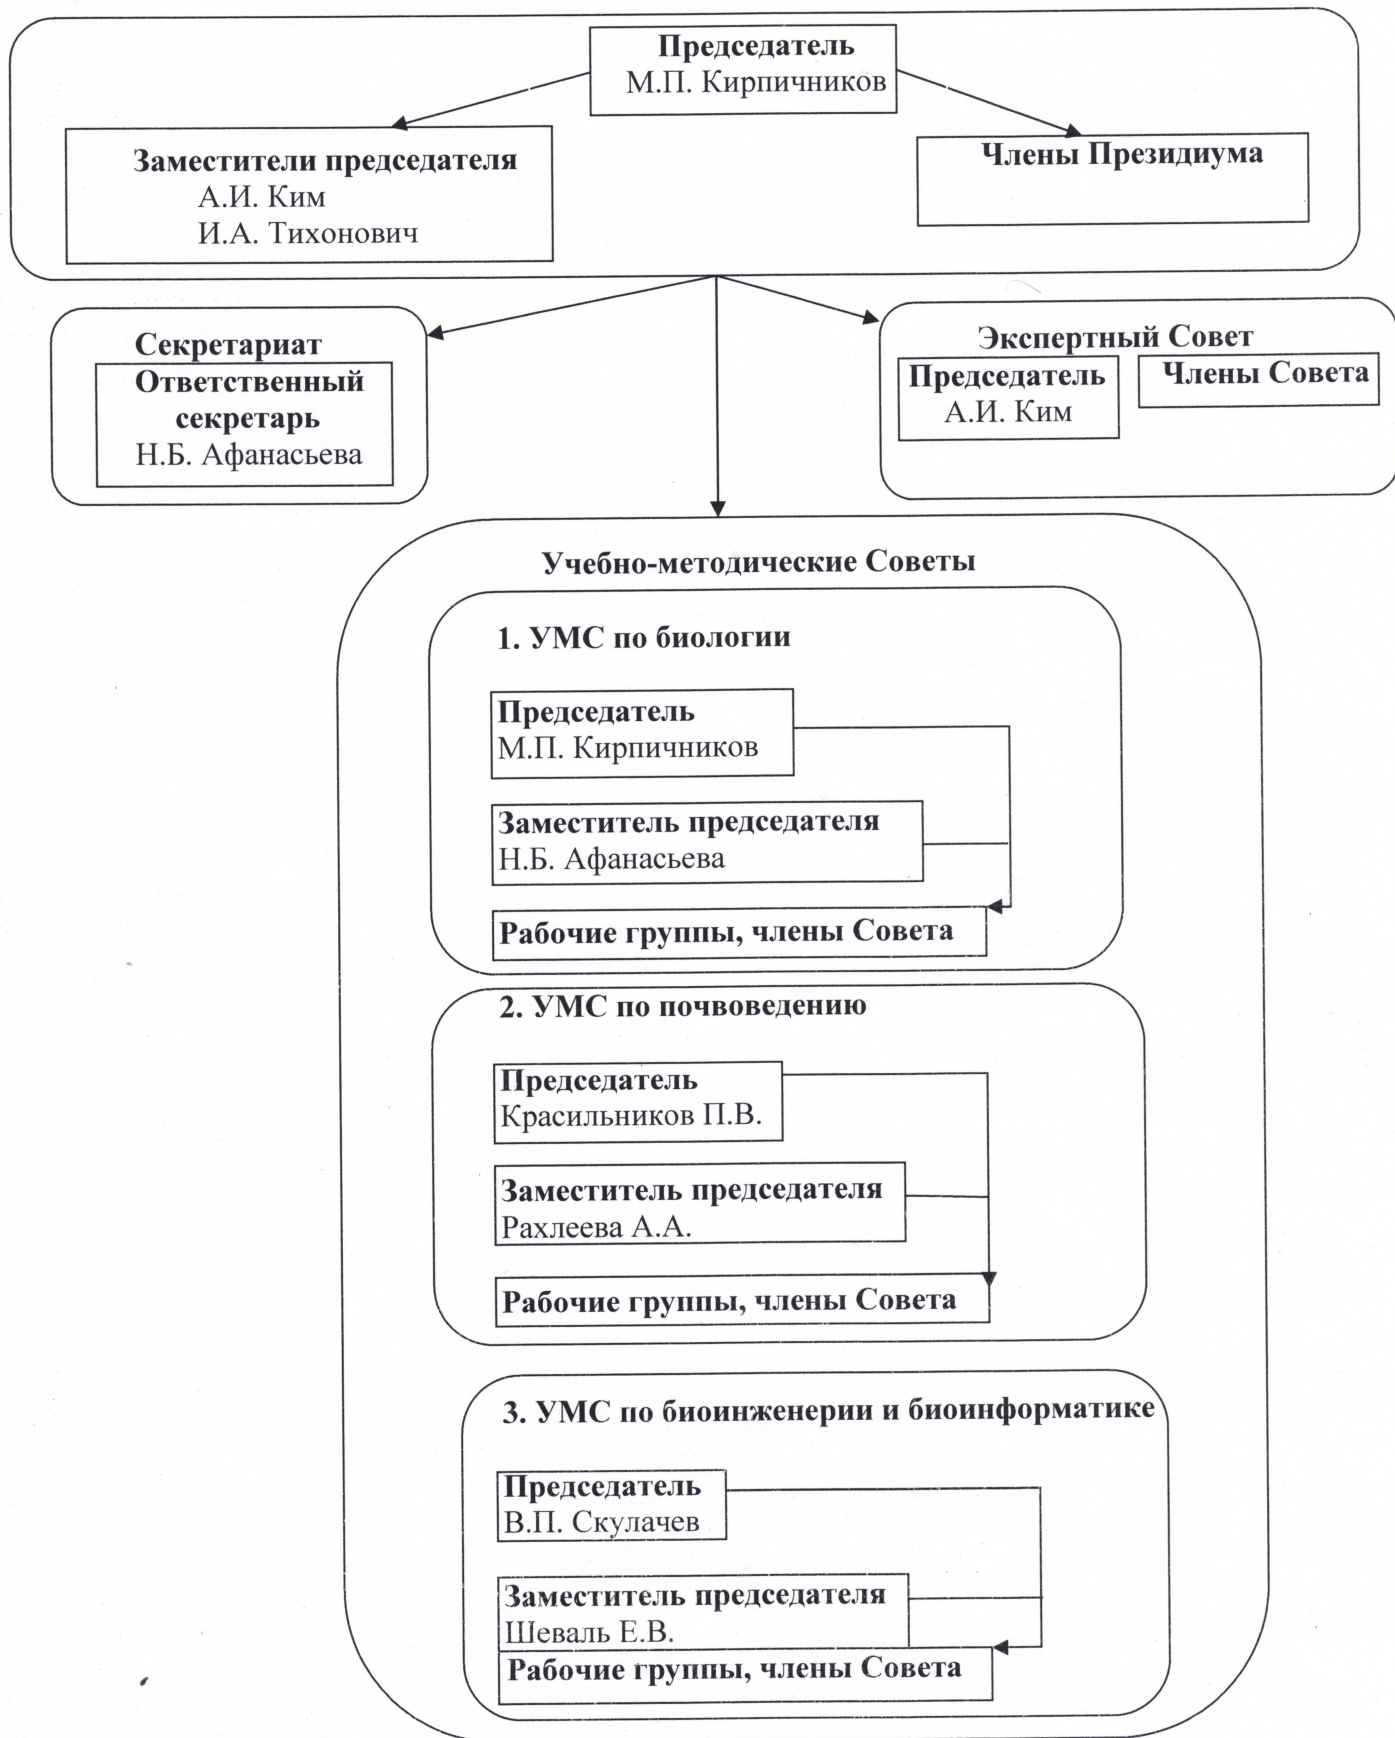 Председатель
М.П. Кирпичников
Заместители председателя
А.И. Ким
И.А. Тихонович
Члены Президиума
Секретариат
Ответственный
секретарь
Н.Б. Афанасьева
Экспертный Совет
Председатель
А.И. Ким
Члены Совета
Учебно-методические Советы
1. УМС по биологии
Председатель
М.П. Кирпичников
Заместитель председателя
Н.Б. Афанасьева
Рабочие группы, члены Совета
2. УМС по почвоведению
Председатель
Красильников П.В.
Заместитель председателя
Рахлеева А.А.
Рабочие группы, члены Совета
3. УМС по биоинженерии и биоинформатике
Председатель
В.П. Скулачев
Заместитель председателя
Шеваль Е.В.
Рабочие группы, члены Совета